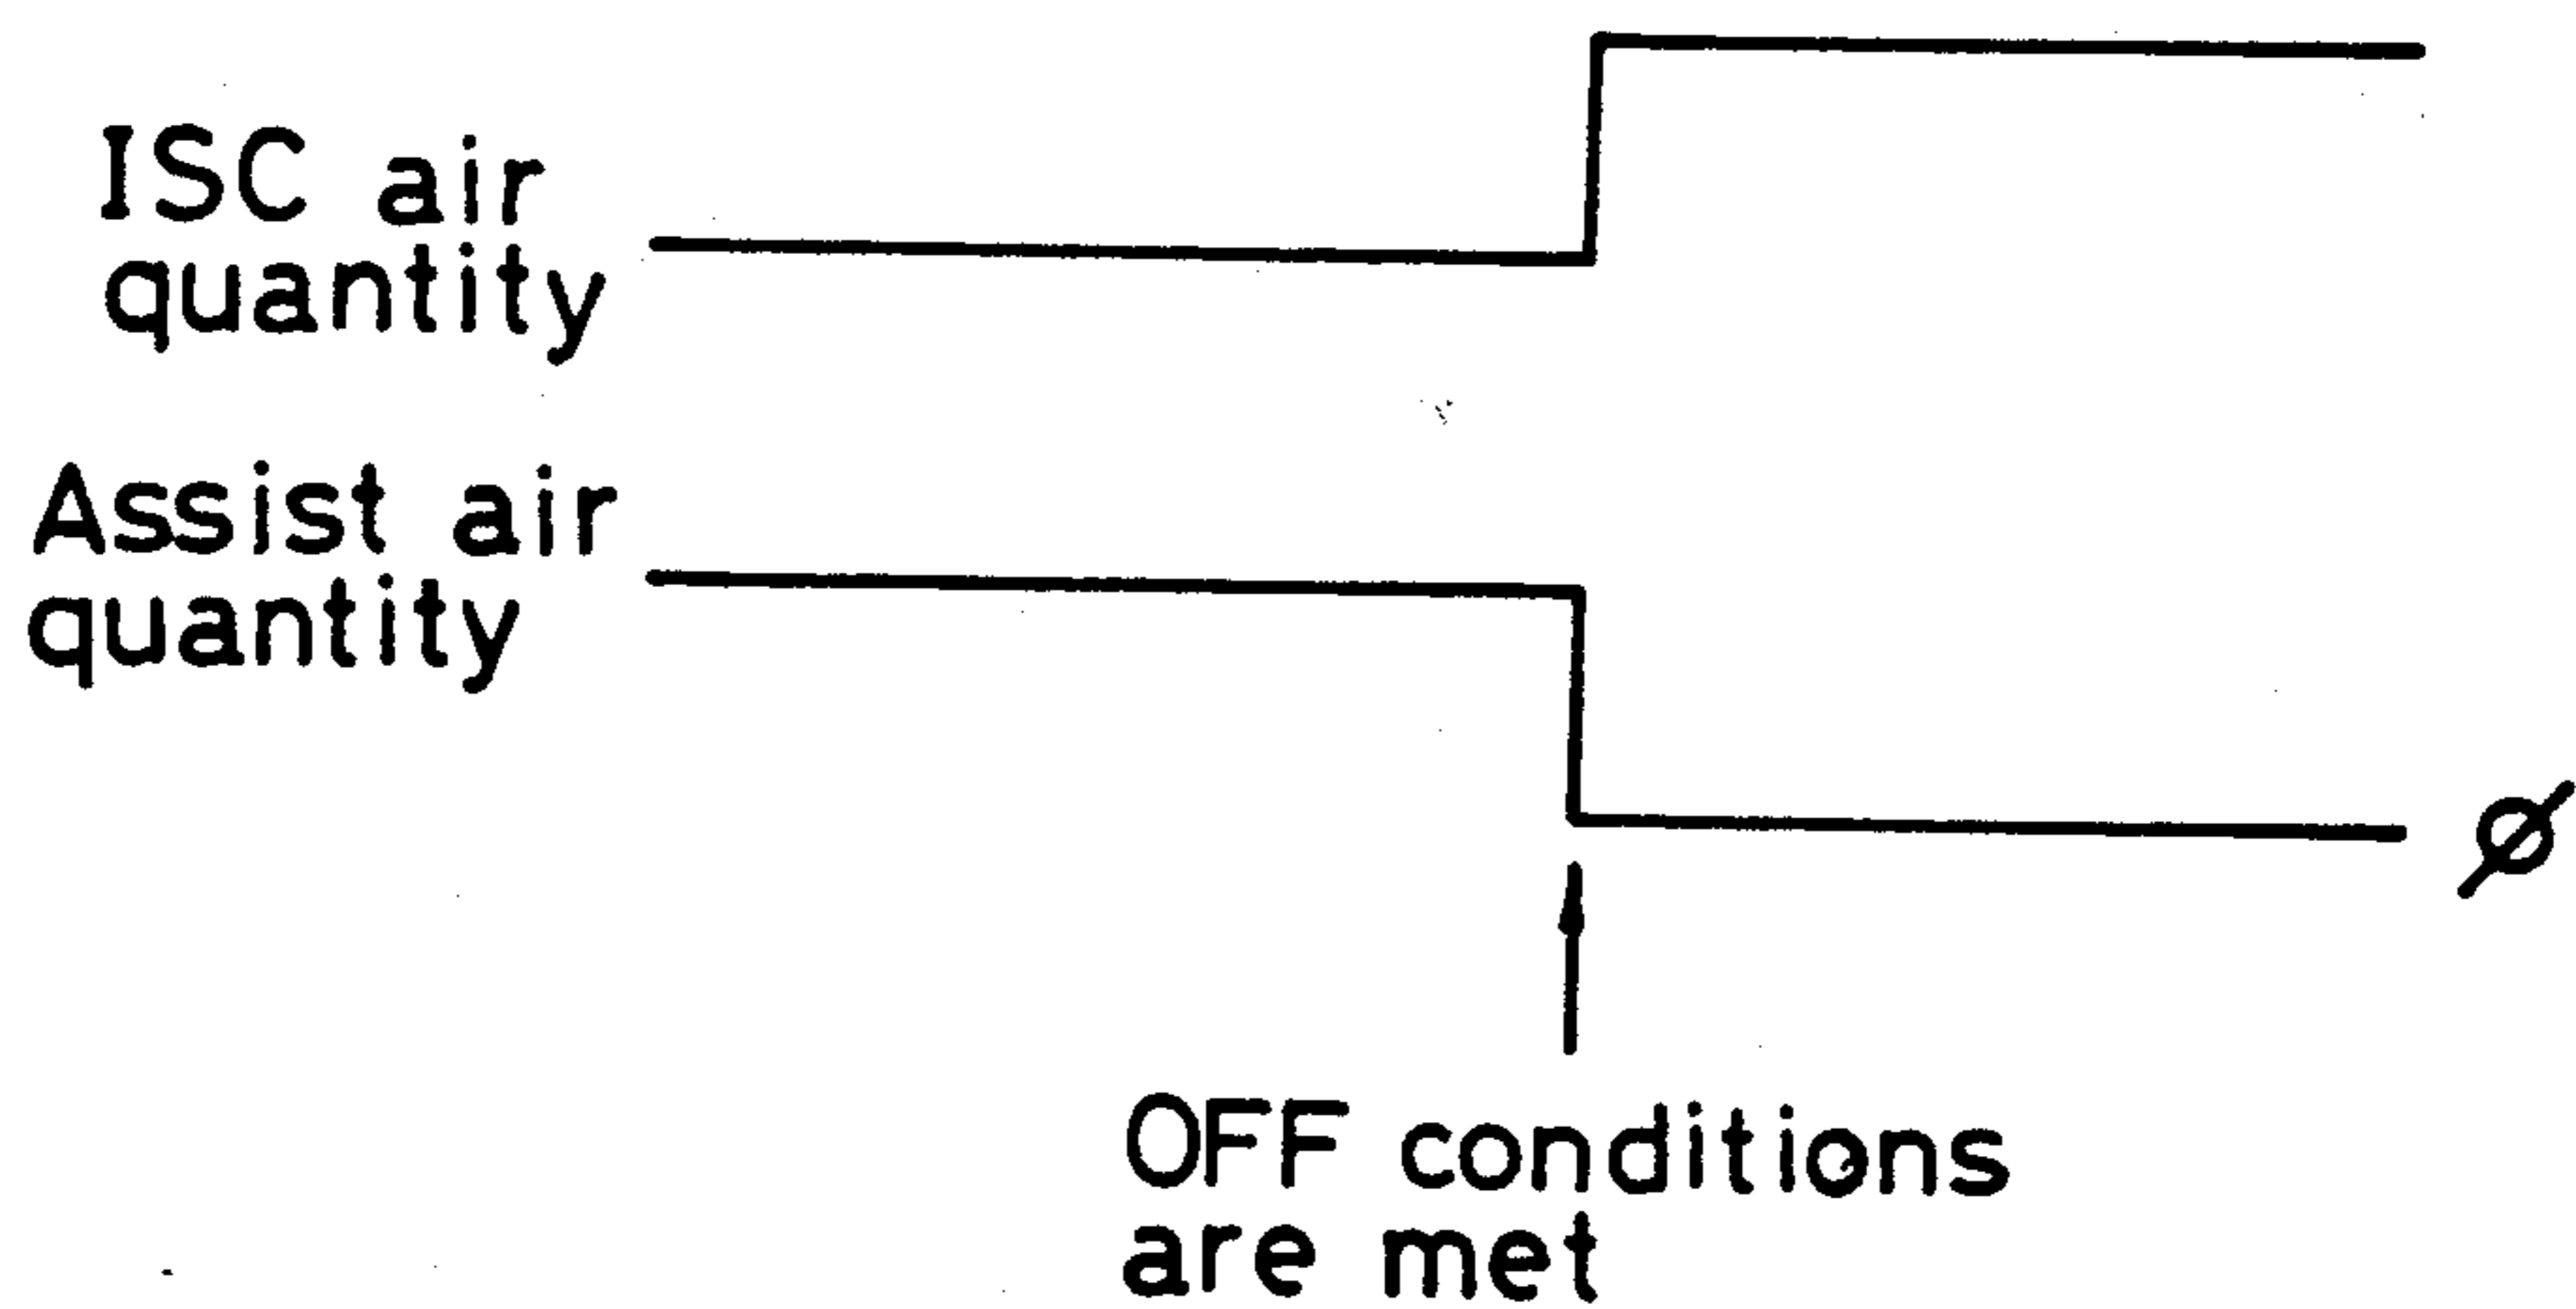 ISC air
quantity
Assist air
quantity
φ
OFF conditions
are met